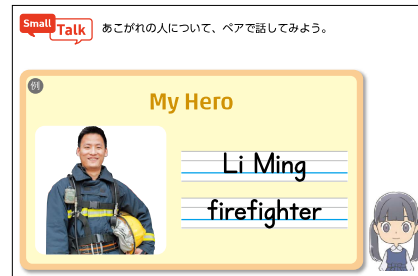 Small
Talk
あこがれの人について、ペアで話してみよう。
例
My Hero
Li Ming
firefighter